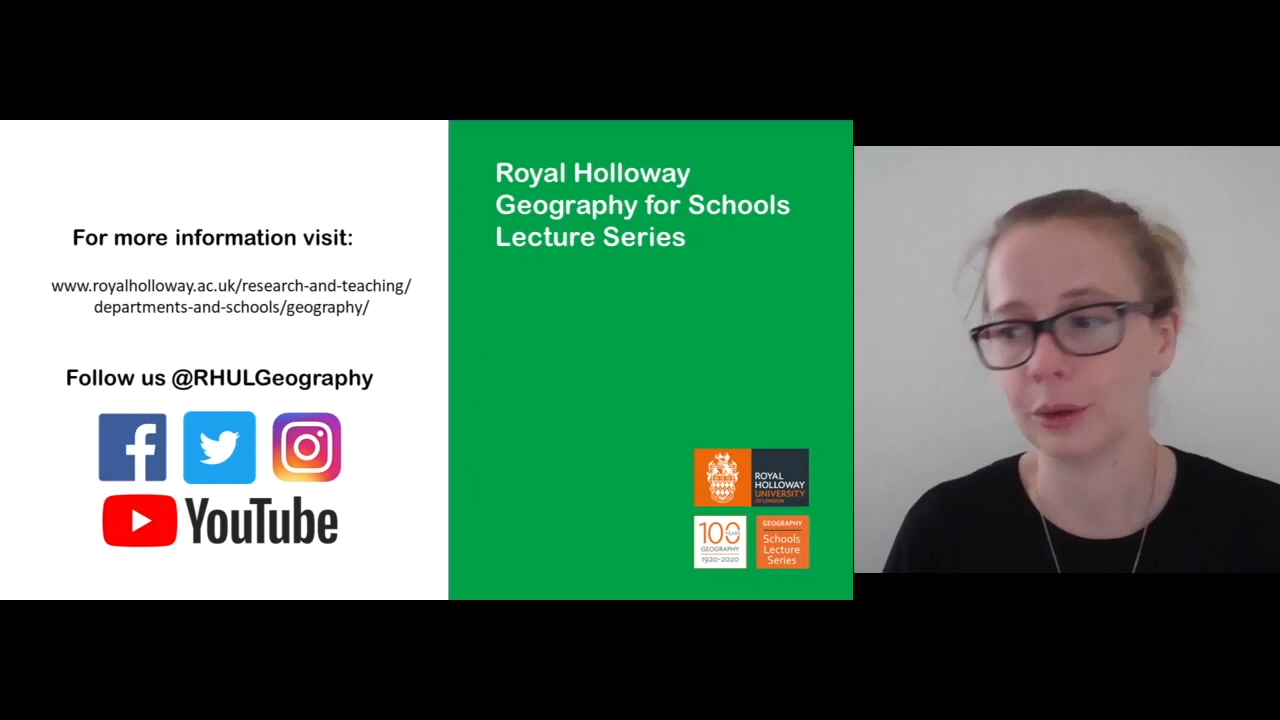 For more information visit:
www.royalholloway.ac.uk/research-and-teaching/
departments-and-schools/geography/
Follow us @RHULGeography
YouTube
Royal Holloway
Geography for Schools
Lecture Series
ROYAL
HOLLOWAY
UNIVERSITY
OF LONDON
100
YEARS
GEOGRAPHY
1920-2020
GEOGRAPHY
Schools
Lecture
Series